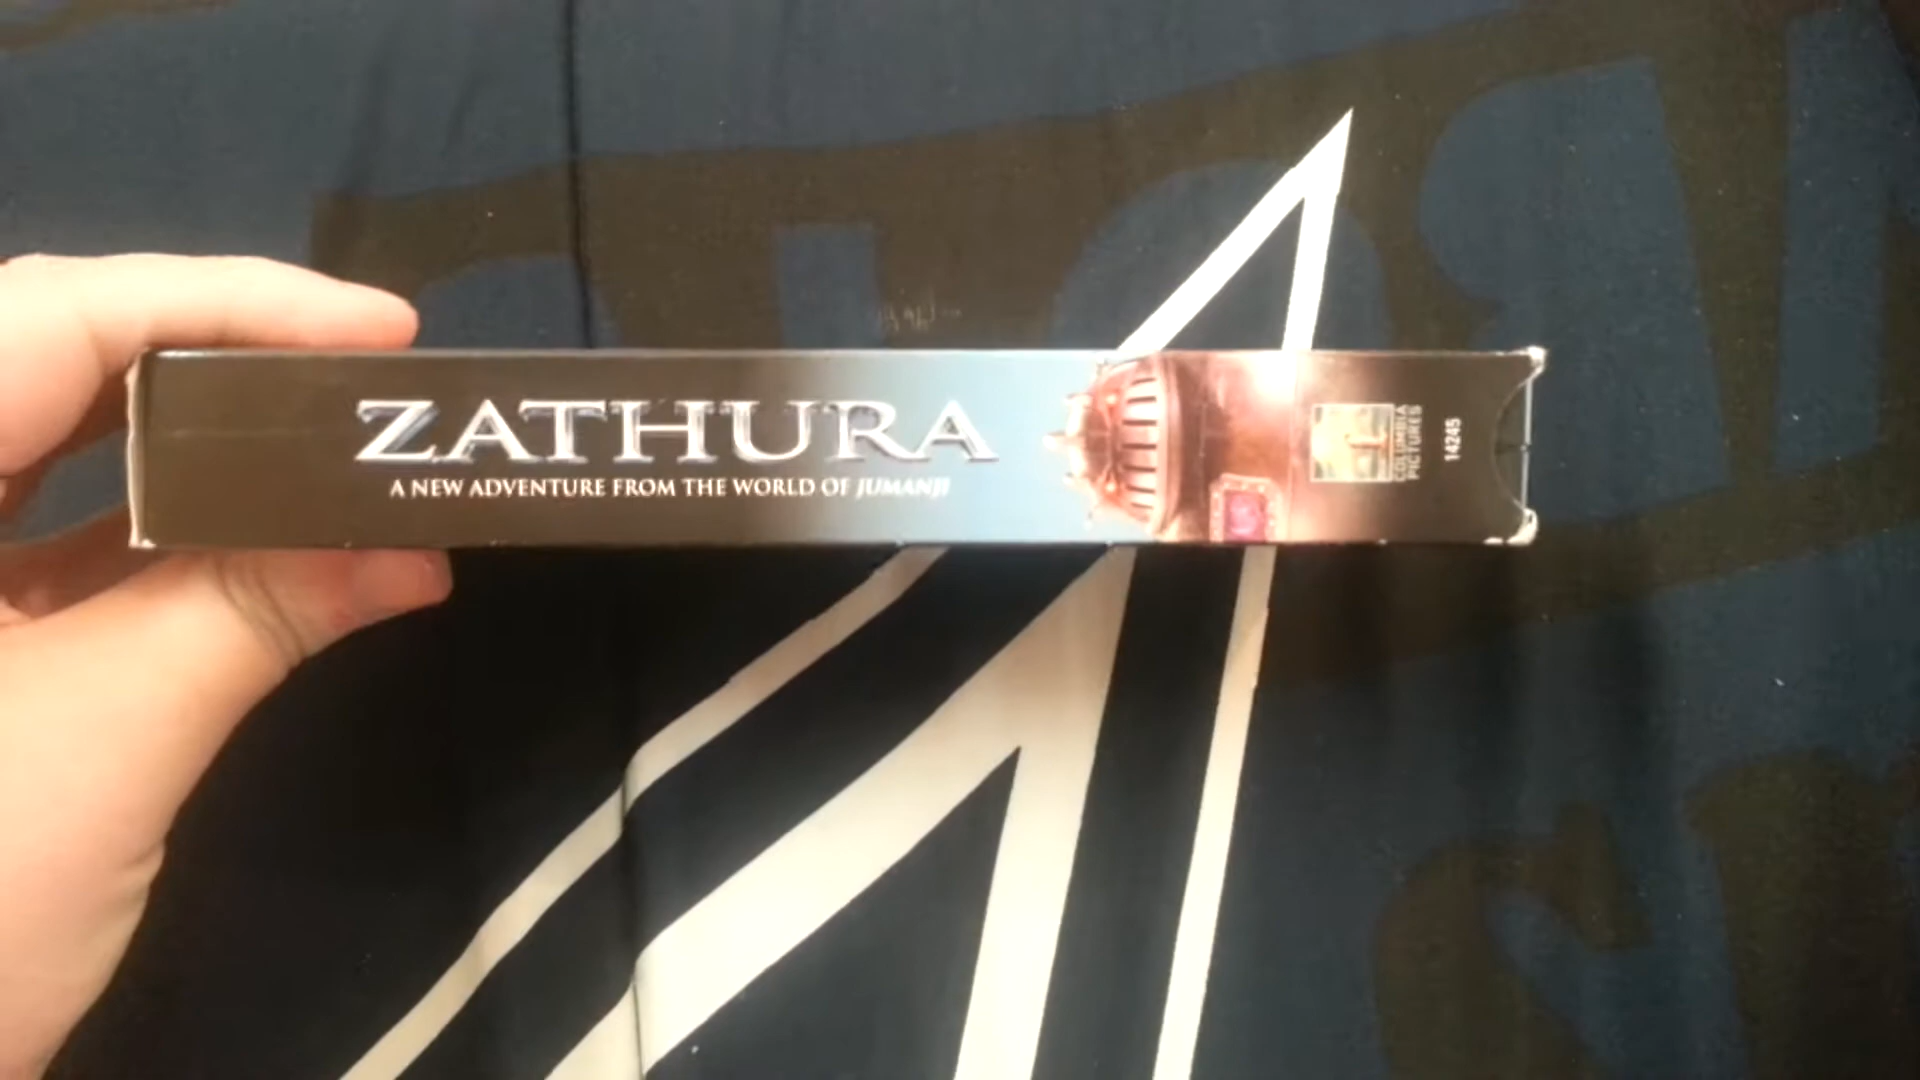 ZATHURA
A NEW ADVENTURE FROM THE WORLD OF JUMANJI
COLUMBIA
PICTURES
14245